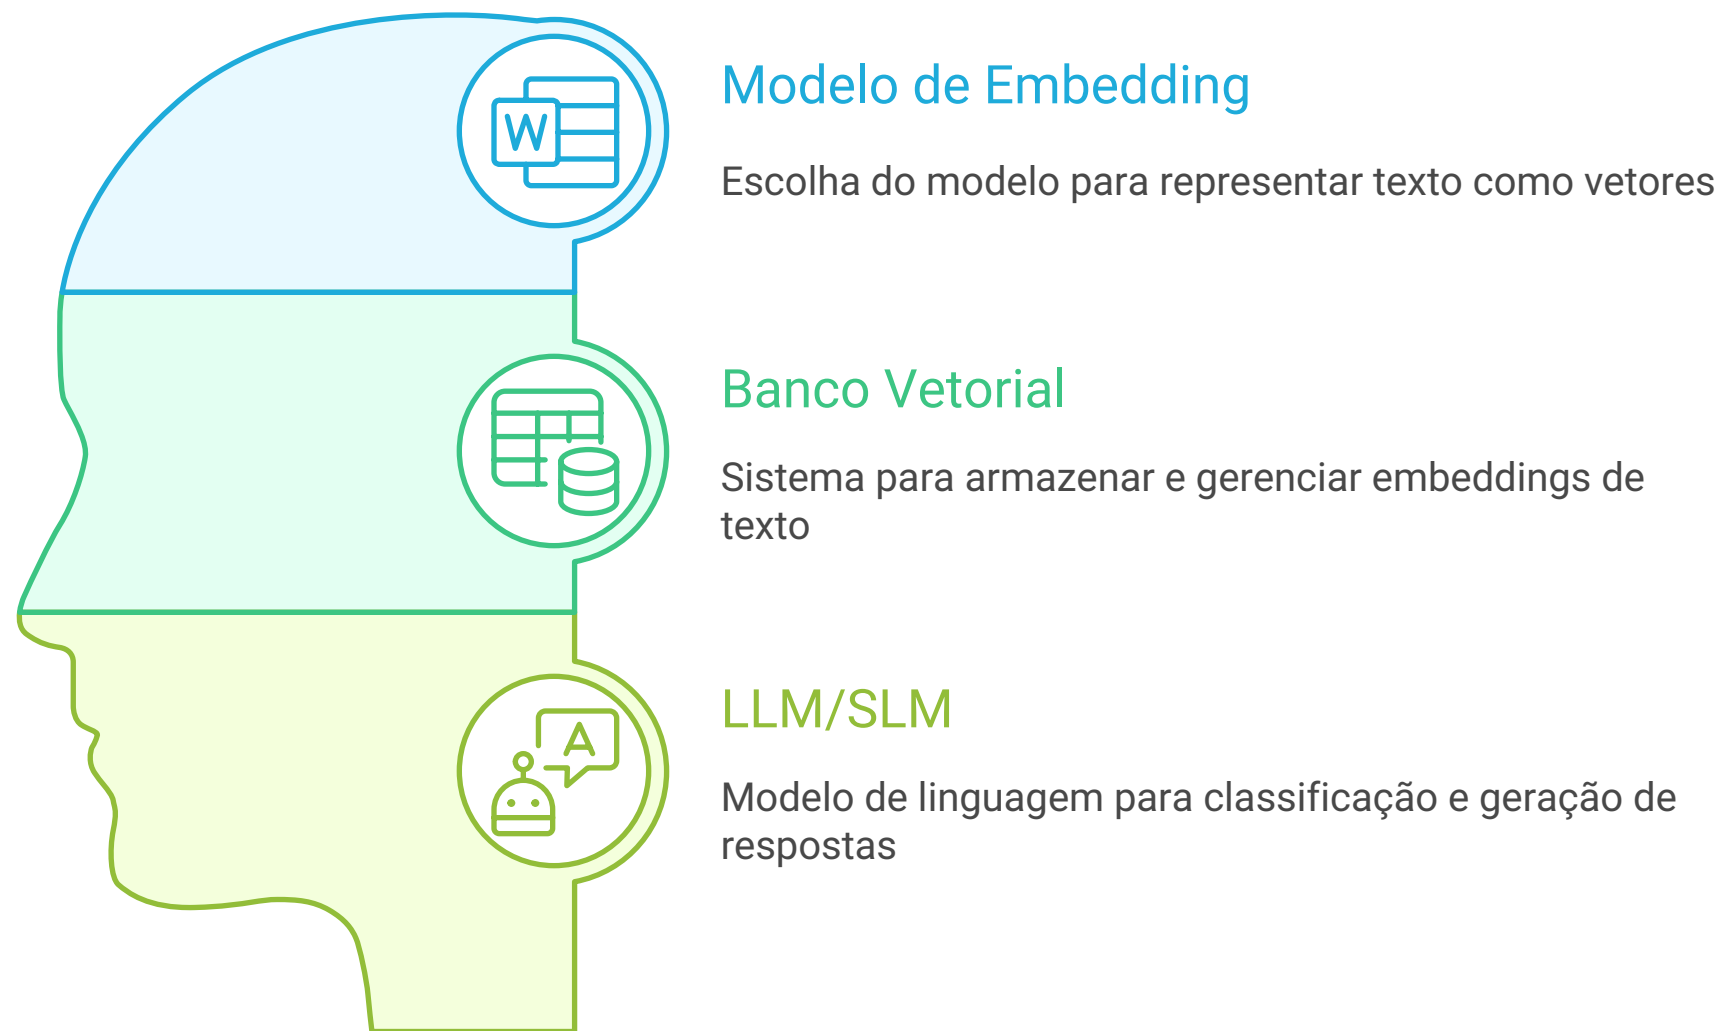 W
Modelo de Embedding
Escolha do modelo para representar texto como vetores
Banco Vetorial
Sistema para armazenar e gerenciar embeddings de
texto
A
LLM/SLM
Modelo de linguagem para classificação e geração de
respostas